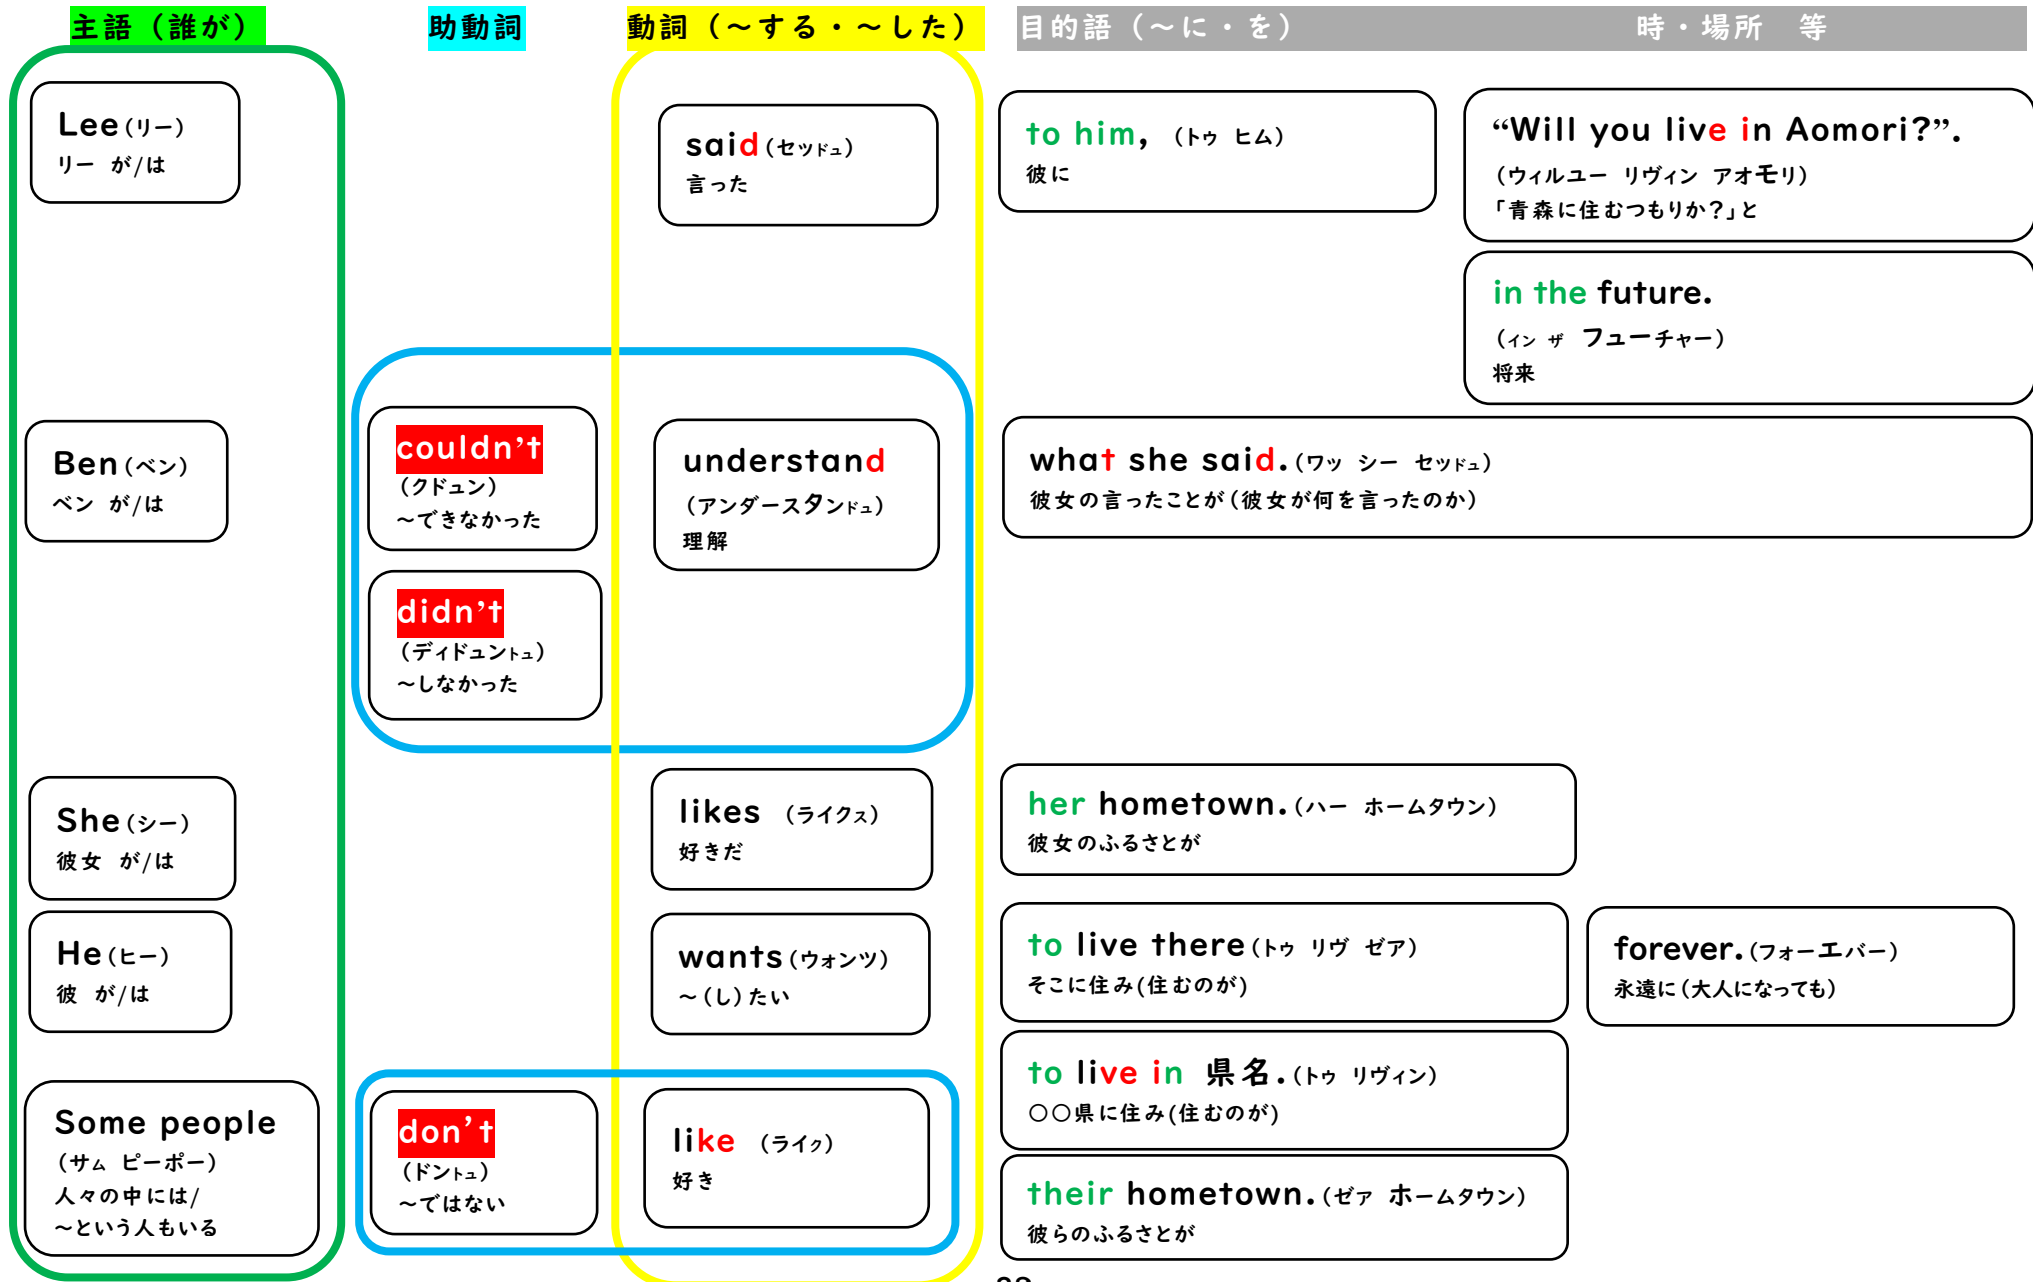 主語（誰が）　助動詞　動詞（～する・～した）　目的語（～に・を）　時・場所　等
Lee（リー）
リー が/は
said（セッドュ）
言った
to him, （トゥ ヒム）
彼に
“Will you live in Aomori?”.
（ウィルユー リヴィン アオモリ）
「青森に住むつもりか？」と
in the future.
（イン ザ フューチャー）
将来
Ben（ベン）
ベン が/は
couldn’t
（クドュン）
～できなかった
didn’t
（ディドュントュ）
～しなかった
understand
（アンダースタンドュ）
理解
what she said.（ワッ シー セッドュ）
彼女の言ったことが（彼女が何を言ったのか）
She（シー）
彼女 が/は
likes （ライクス）
好きだ
her hometown.（ハー ホームタウン）
彼女のふるさとが
He（ヒー）
彼 が/は
wants（ウォンツ）
～（し）たい
to live there（トゥ リヴ ゼア）
そこに住み(住むのが)
forever.（フォーエバー）
永遠に（大人になっても）
to live in 県名.（トゥ リヴィン）
○○県に住み(住むのが)
Some people
（サム ピーポー）
人々の中には/
～という人もいる
don’t
（ドントュ）
～ではない
like （ライク）
好き
their hometown.（ゼァ ホームタウン）
彼らのふるさとが